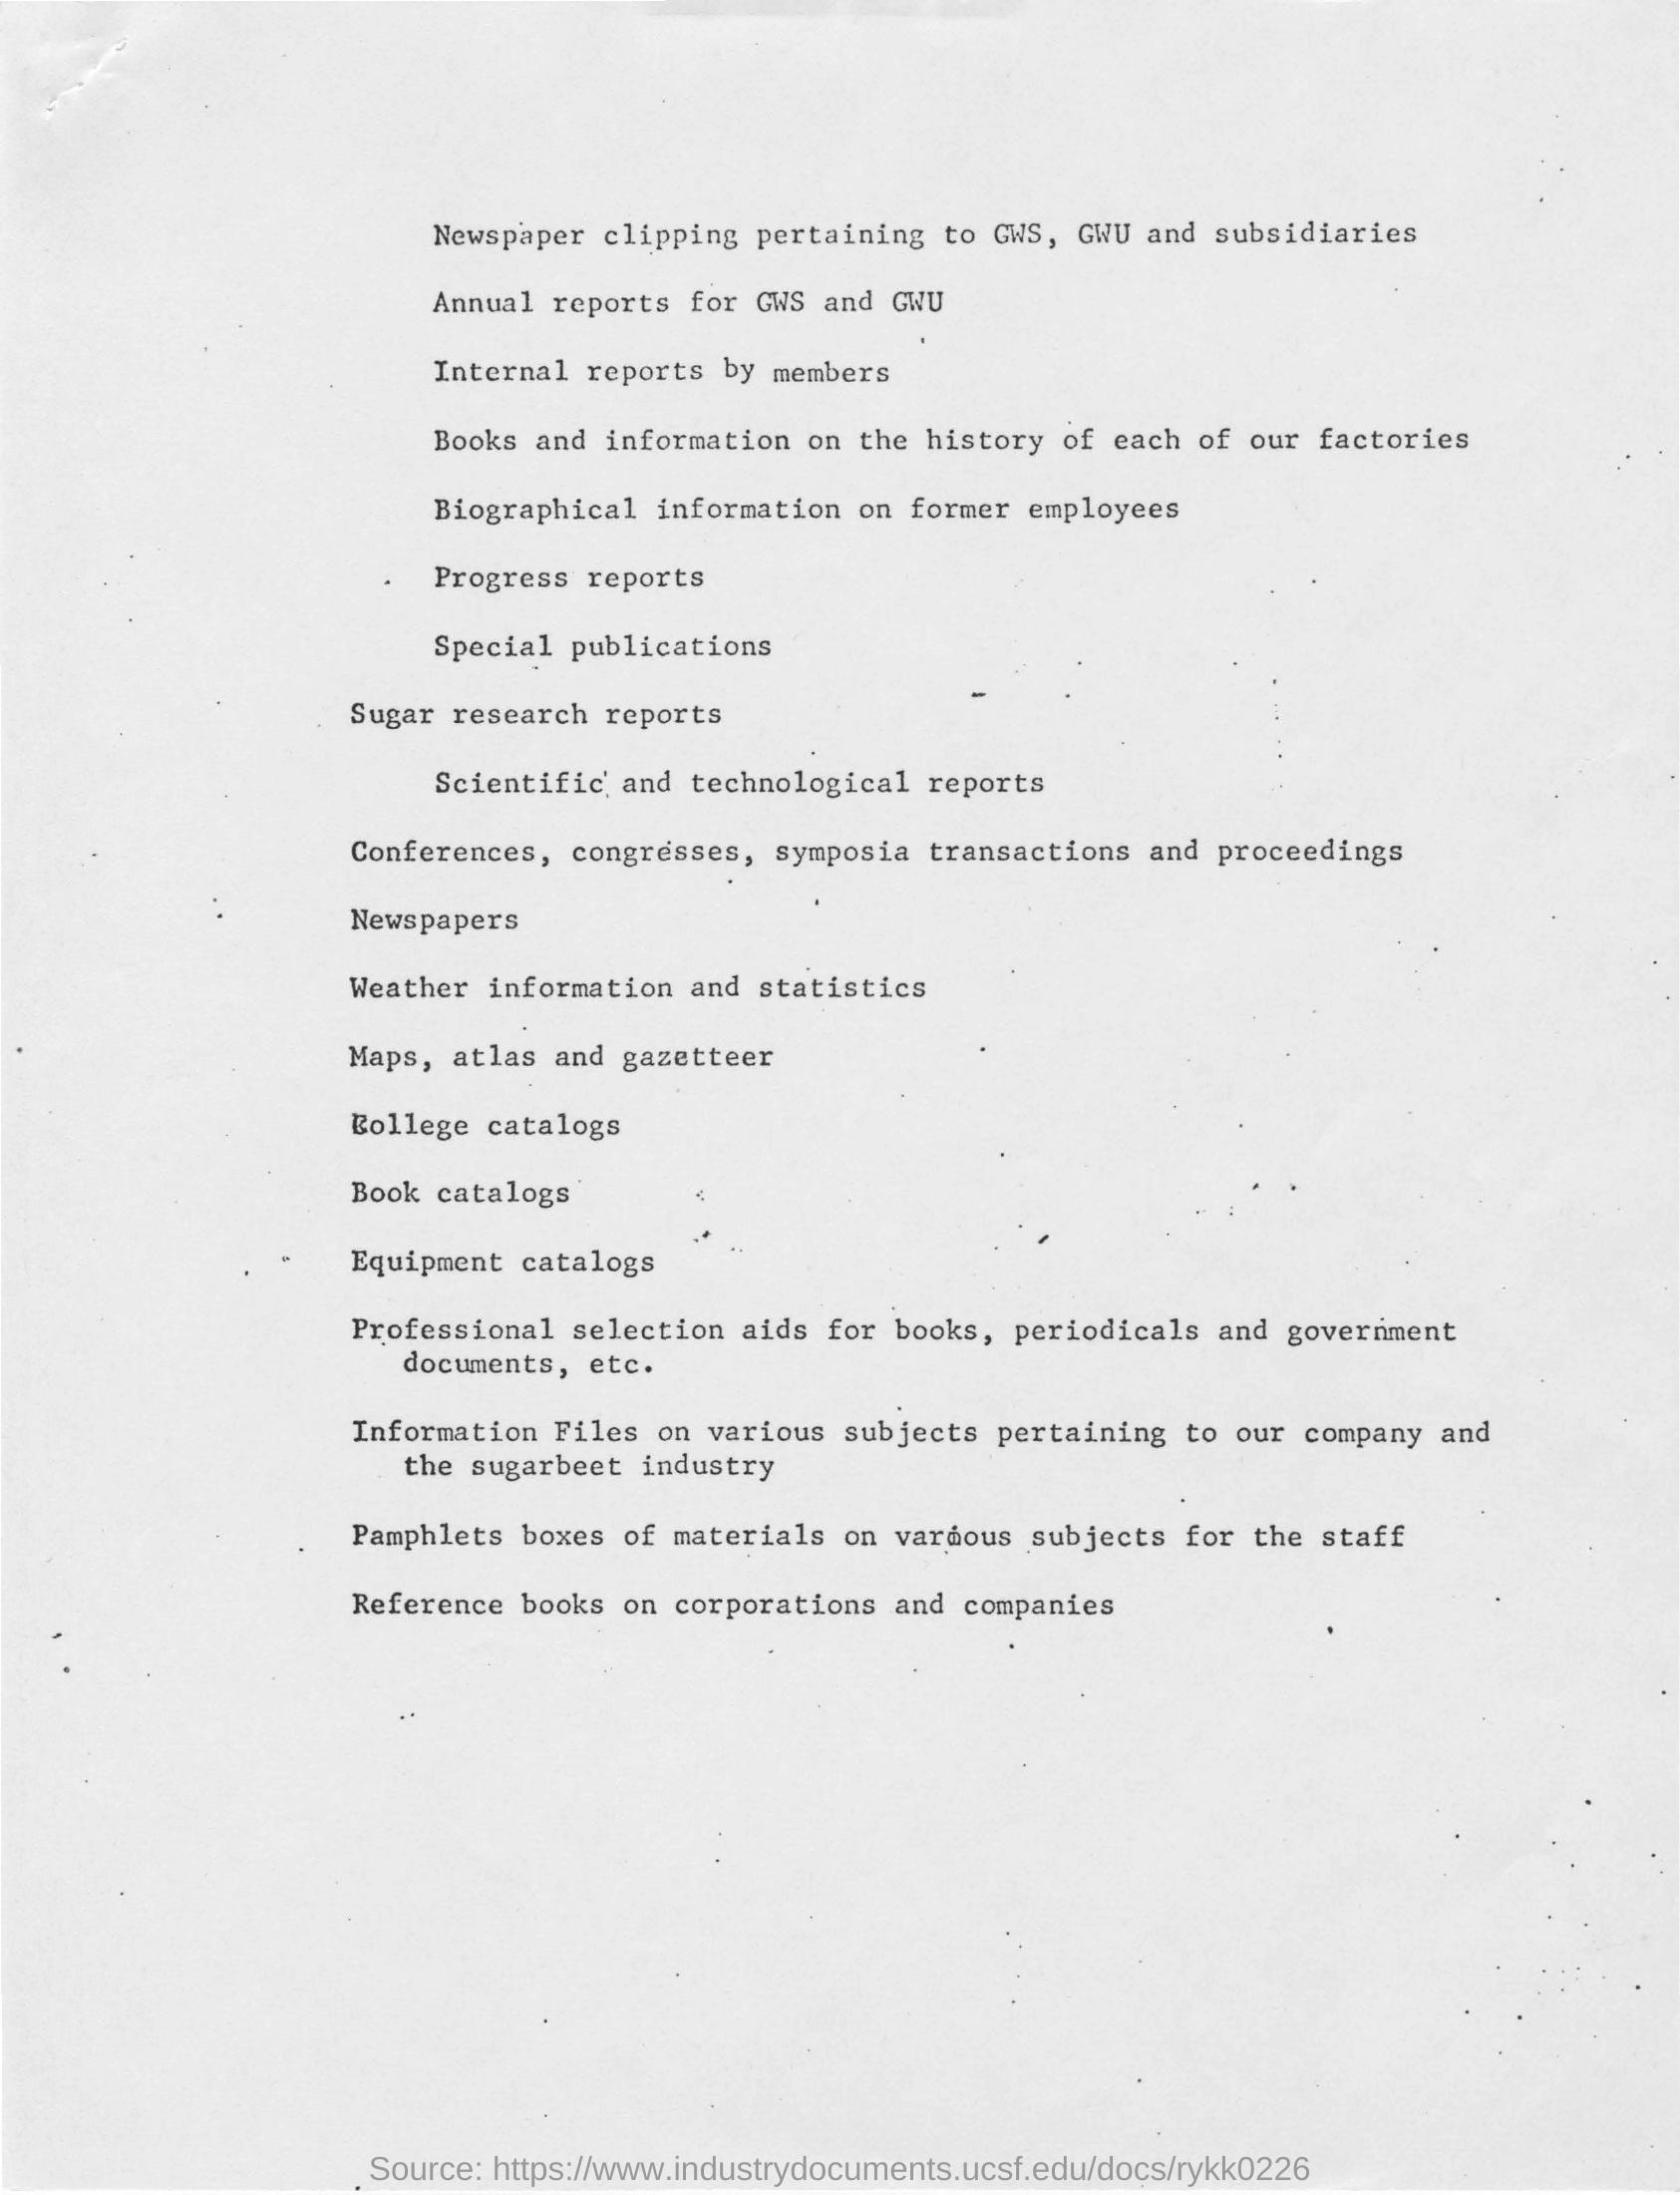 Newspaper clipping pertaining to GWS, GWU and subsidiaries
Annual reports for GWS and GWU
Internal reports by members
Books and information on the history of each of our factories
Biographical information on former employees
Progress reports
Special publications
Sugar research reports
Scientific and technological reports
Conferences, congresses, symposia transactions and proceedings
Newspapers
Weather information and statistics
Maps, atlas and gazetteer
College catalogs
Book catalogs
Equipment catalogs
Professional selection aids for books, periodicals and government
documents, etc.
Information Files on various subjects pertaining to our company and
the sugarbeet industry
Pamphlets boxes of materials on various subjects for the staff
Reference books on corporations and companies
Source: https://www.industrydocuments.ucsf.edu/docs/rykk0226